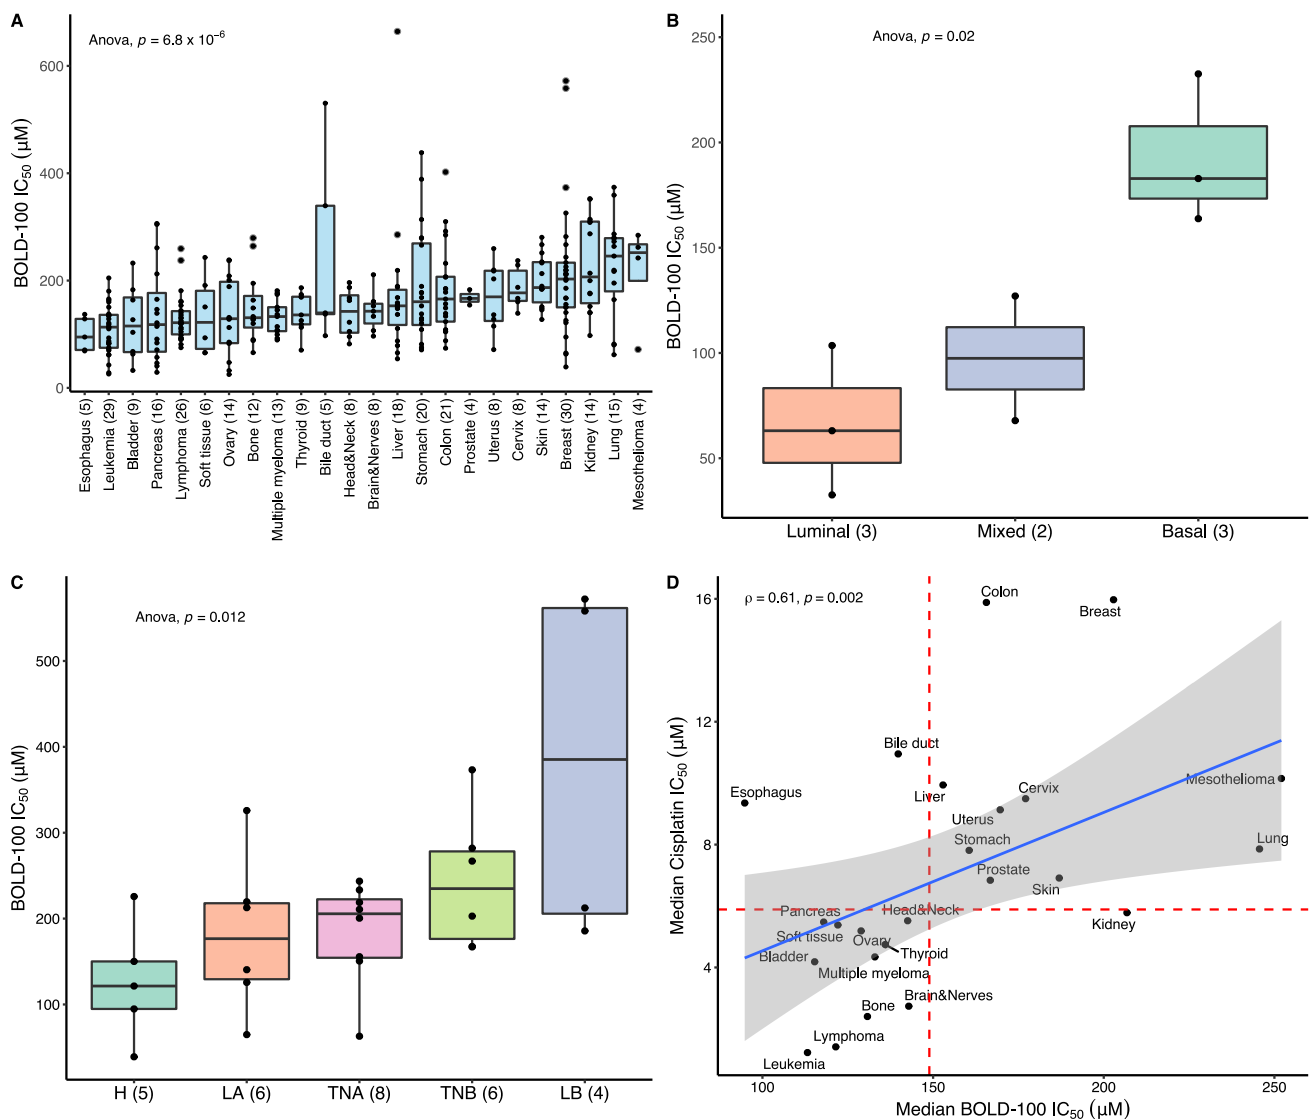 A
Anova, p = 6.8 x 10⁻⁶
BOLD-100 IC₅₀ (µM)
600
400
200
0
Esophagus (5)
Leukemia (29)
Bladder (9)
Pancreas (16)
Lymphoma (26)
Soft tissue (6)
Ovary (14)
Bone (12)
Multiple myeloma (13)
Thyroid (9)
Bile duct (5)
Head&Neck (8)
Brain&Nerves (8)
Liver (18)
Stomach (20)
Colon (21)
Prostate (4)
Uterus (8)
Cervix (8)
Skin (14)
Breast (30)
Kidney (14)
Lung (15)
Mesothelioma (4)
B
Anova, p = 0.02
BOLD-100 IC₅₀ (µM)
250
200
150
100
50
Luminal (3)
Mixed (2)
Basal (3)
C
Anova, p = 0.012
BOLD-100 IC₅₀ (µM)
500
400
300
200
100
H (5)
LA (6)
TNA (8)
TNB (6)
LB (4)
D
ρ = 0.61, p = 0.002
Median Cisplatin IC₅₀ (µM)
16
12
8
4
Colon
Breast
Bile duct
Liver
Esophagus
Mesothelioma
Cervix
Uterus
Stomach
Lung
Prostate
Skin
Pancreas
Head&Neck
Kidney
Soft tissue
Ovary
Thyroid
Bladder
Multiple myeloma
Brain&Nerves
Bone
Lymphoma
Leukemia
100
150
200
250
Median BOLD-100 IC₅₀ (µM)